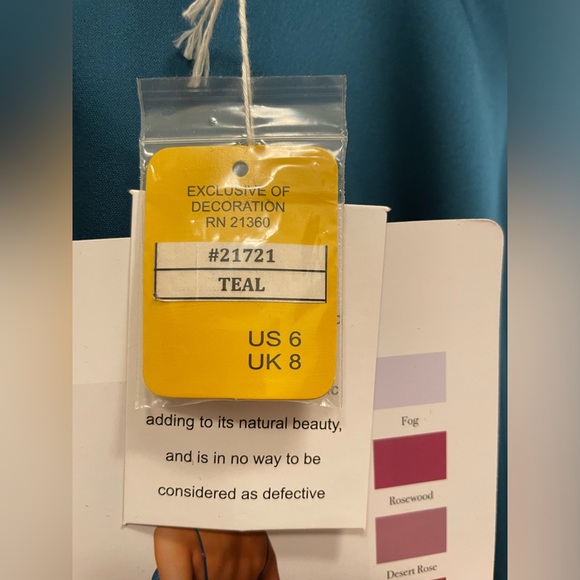 EXCLUSIVE OF
DECORATION
RN 21360
#21721
TEAL
US 6
UK 8
adding to its natural beauty,
and is in no way to be
considered as defective
Fog
Rosewood
Desert Rose